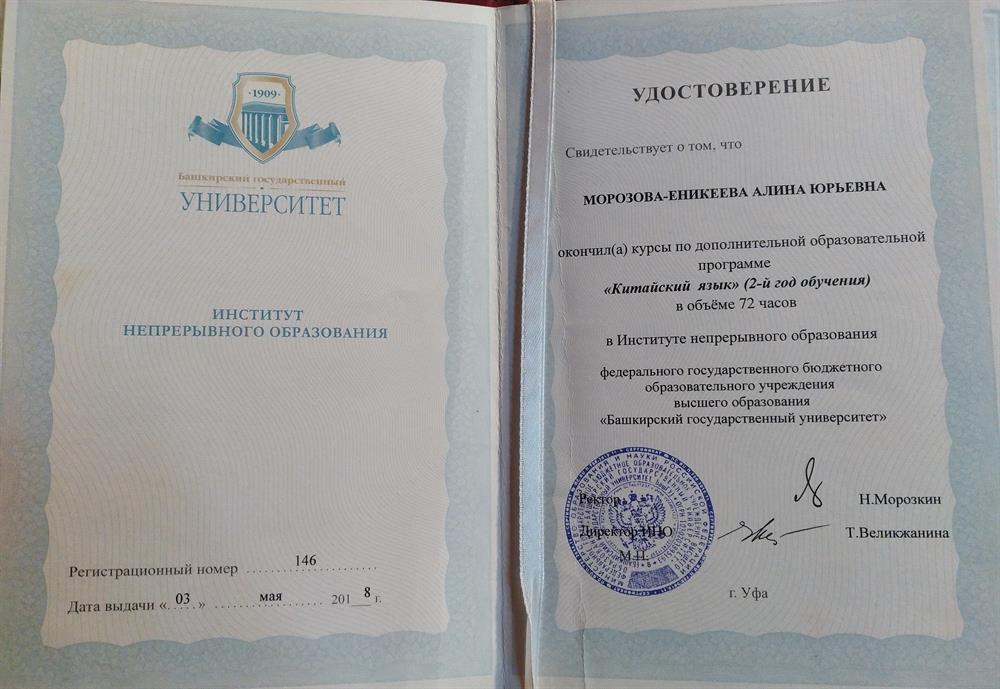 ·1909·
Башкирский государственный
УНИВЕРСИТЕТ
ИНСТИТУТ
НЕПРЕРЫВНОГО ОБРАЗОВАНИЯ
Регистрационный номер 146
Дата выдачи «03» мая 2018 г.
УДОСТОВЕРЕНИЕ
Свидетельствует о том, что
МОРОЗОВА-ЕНИКЕЕВА АЛИНА ЮРЬЕВНА
окончил(а) курсы по дополнительной образовательной
программе
«Китайский язык» (2-й год обучения)
в объёме 72 часов
в Институте непрерывного образования
федерального государственного бюджетного
образовательного учреждения
высшего образования
«Башкирский государственный университет»
Ректор Н.Морозкин
Директор ИНО Т.Великжанина
М.П.
г. Уфа